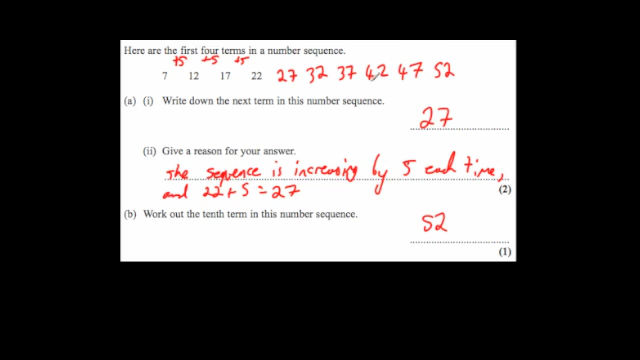 Here are the first four terms in a number sequence.
+5 +5 +5
7 12 17 22 27 32 37 42 47 52
(a) (i) Write down the next term in this number sequence.
27
(ii) Give a reason for your answer.
The sequence is increasing by 5 each time,
and 22 + 5 = 27
(2)
(b) Work out the tenth term in this number sequence.
52
(1)